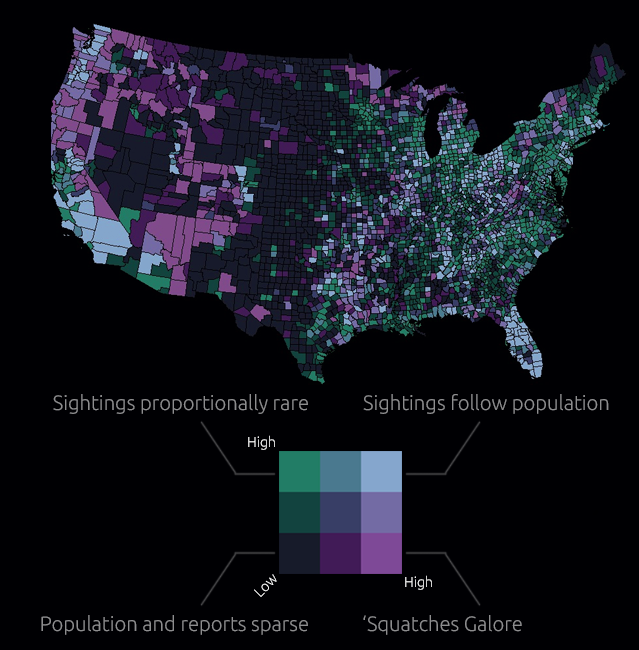 Sightings proportionally rare
Sightings follow population
High
Low
High
Population and reports sparse
‘Squatches Galore